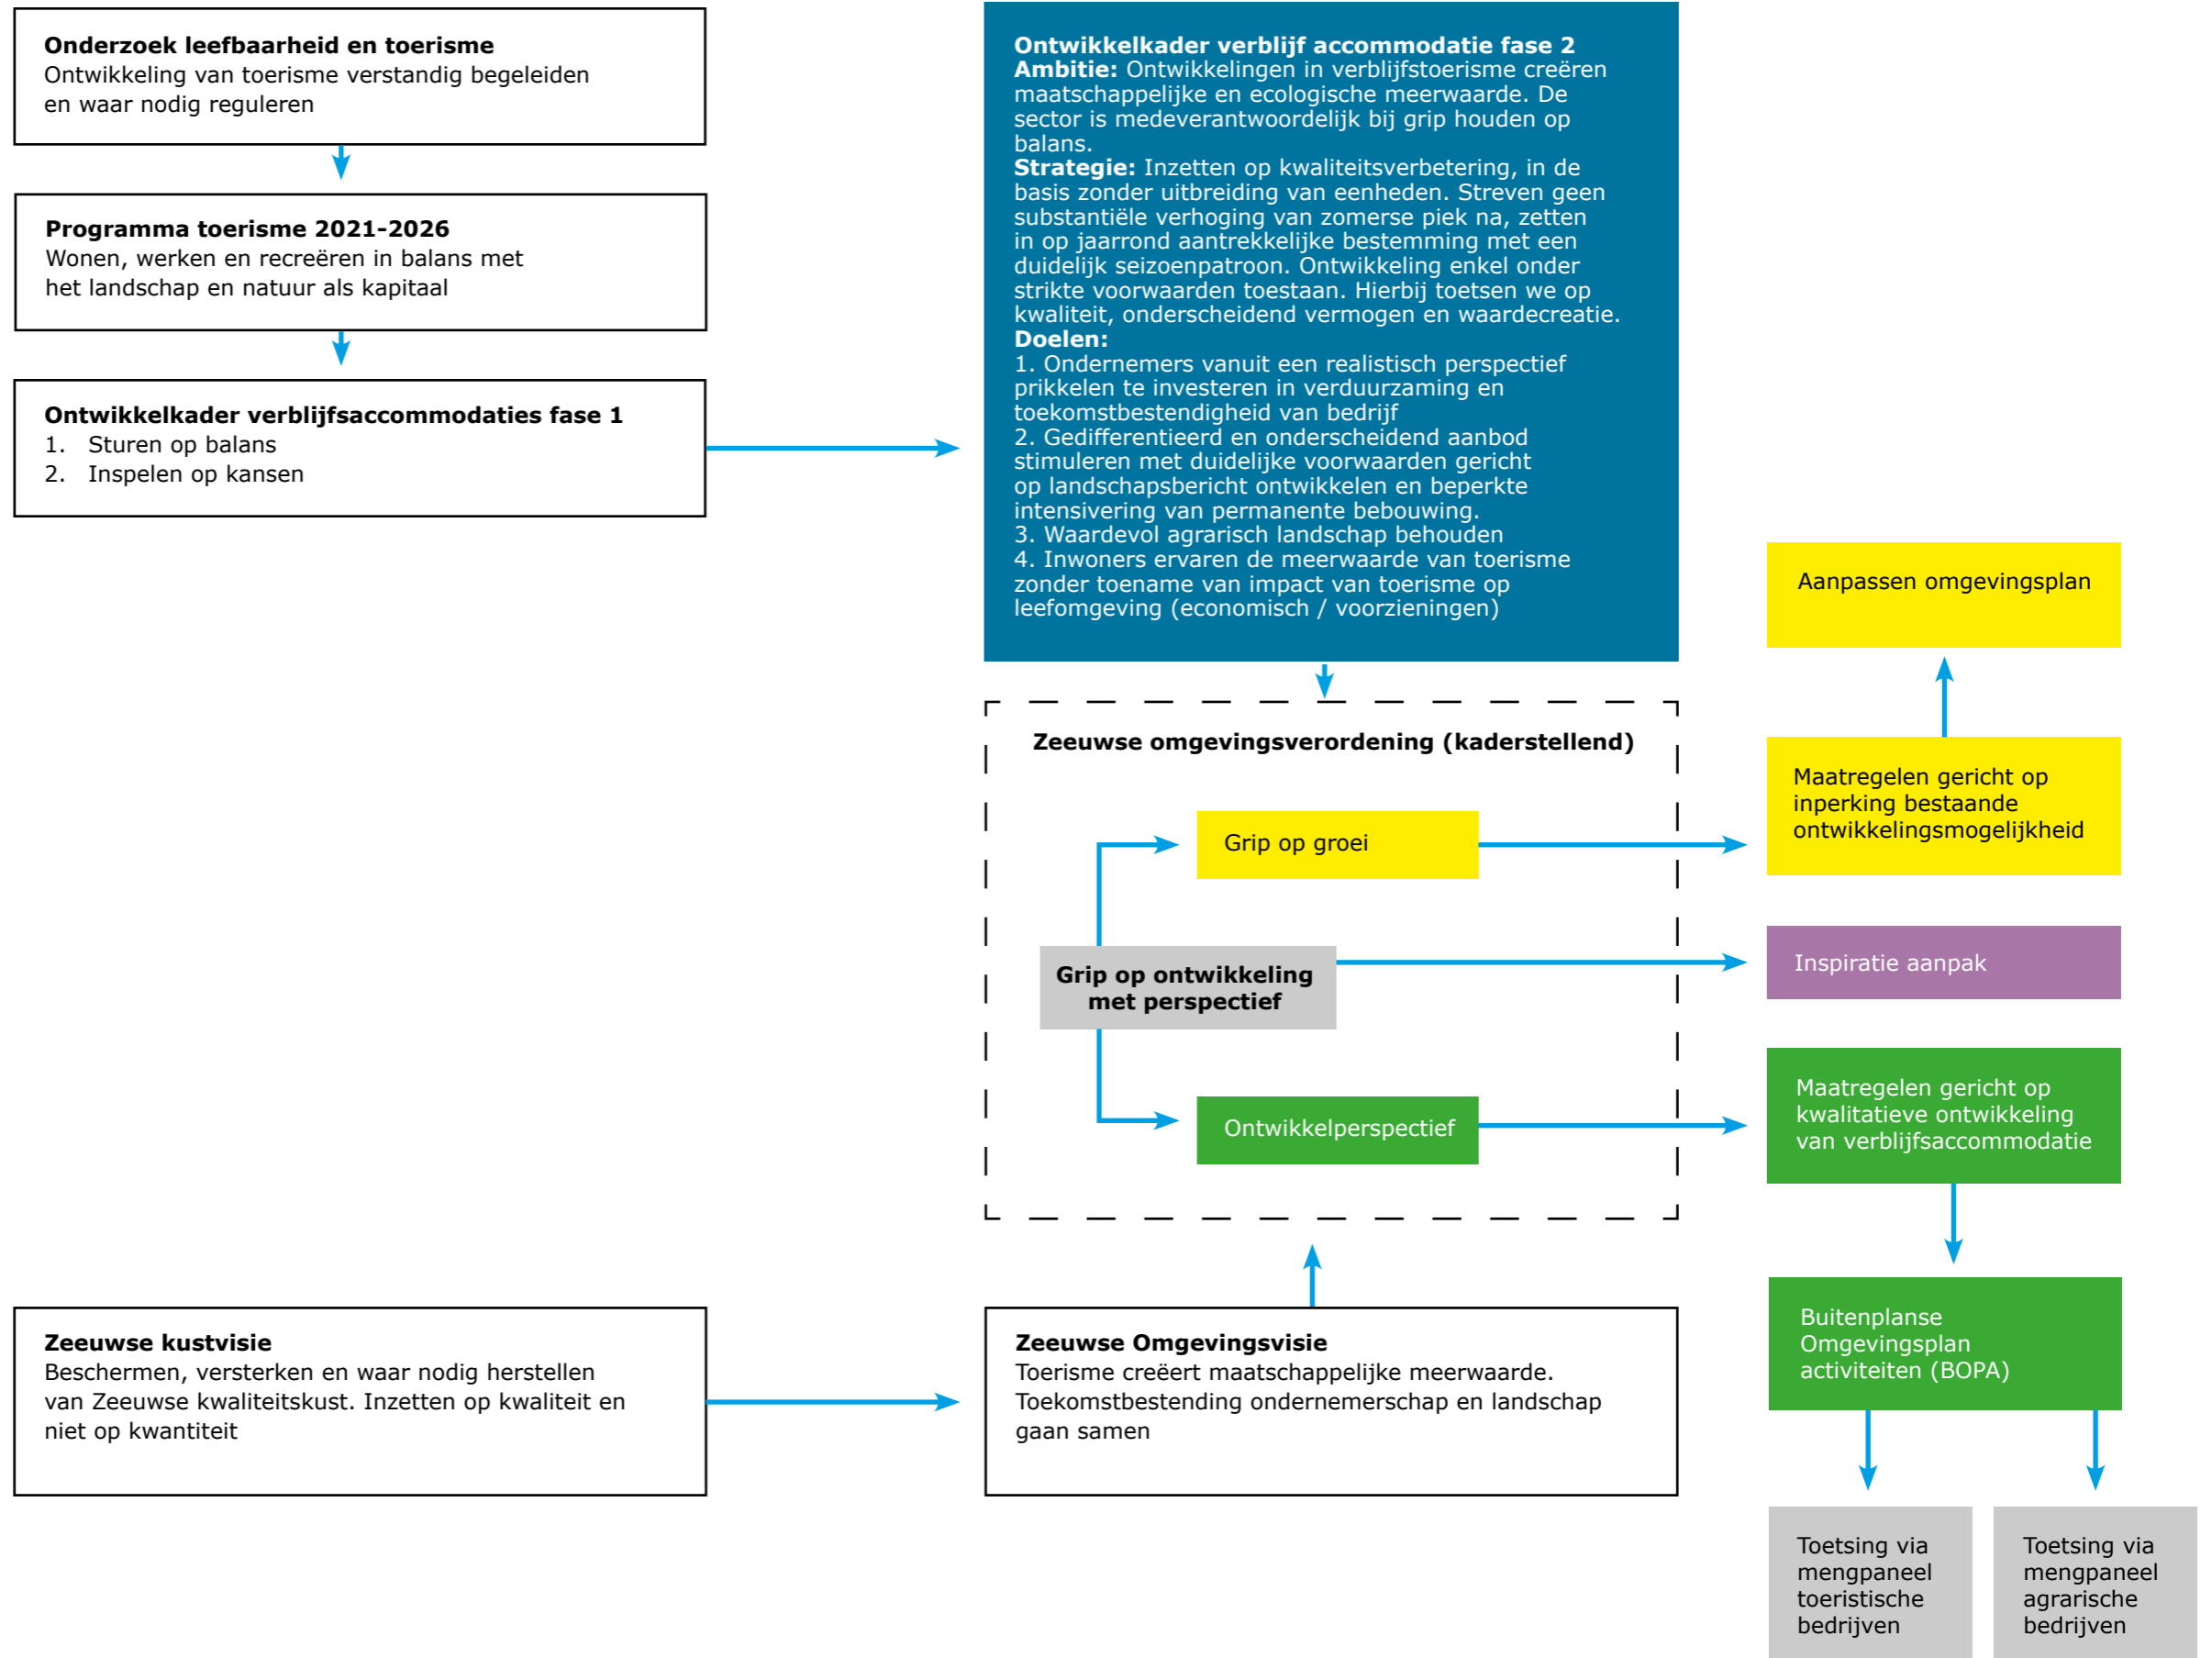 Onderzoek leefbaarheid en toerisme
Ontwikkeling van toerisme verstandig begeleiden
en waar nodig reguleren
Programma toerisme 2021-2026
Wonen, werken en recreëren in balans met
het landschap en natuur als kapitaal
Ontwikkelkader verblijfsaccommodaties fase 1
1. Sturen op balans
2. Inspelen op kansen
Ontwikkelkader verblijf accommodatie fase 2
Ambitie: Ontwikkelingen in verblijfstoerisme creëren
maatschappelijke en ecologische meerwaarde. De
sector is medeverantwoordelijk bij grip houden op
balans.
Strategie: Inzetten op kwaliteitsverbetering, in de
basis zonder uitbreiding van eenheden. Streven geen
substantiële verhoging van zomerse piek na, zetten
in op jaarrond aantrekkelijke bestemming met een
duidelijk seizoenpatroon. Ontwikkeling enkel onder
strikte voorwaarden toestaan. Hierbij toetsen we op
kwaliteit, onderscheidend vermogen en waardecreatie.
Doelen:
1. Ondernemers vanuit een realistisch perspectief
prikkelen te investeren in verduurzaming en
toekomstbestendigheid van bedrijf
2. Gedifferentieerd en onderscheidend aanbod
stimuleren met duidelijke voorwaarden gericht
op landschapsbericht ontwikkelen en beperkte
intensivering van permanente bebouwing.
3. Waardevol agrarisch landschap behouden
4. Inwoners ervaren de meerwaarde van toerisme
zonder toename van impact van toerisme op
leefomgeving (economisch / voorzieningen)
Zeeuwse omgevingsverordening (kaderstellend)
Grip op groei
Grip op ontwikkeling
met perspectief
Ontwikkelperspectief
Aanpassen omgevingsplan
Maatregelen gericht op
inperking bestaande
ontwikkelingsmogelijkheid
Inspiratie aanpak
Maatregelen gericht op
kwalitatieve ontwikkeling
van verblijfsaccommodatie
Buitenplanse
Omgevingsplan
activiteiten (BOPA)
Toetsing via
mengpaneel
toeristische
bedrijven
Toetsing via
mengpaneel
agrarische
bedrijven
Zeeuwse kustvisie
Beschermen, versterken en waar nodig herstellen
van Zeeuwse kwaliteitskust. Inzetten op kwaliteit en
niet op kwantiteit
Zeeuwse Omgevingsvisie
Toerisme creëert maatschappelijke meerwaarde.
Toekomstbestending ondernemerschap en landschap
gaan samen